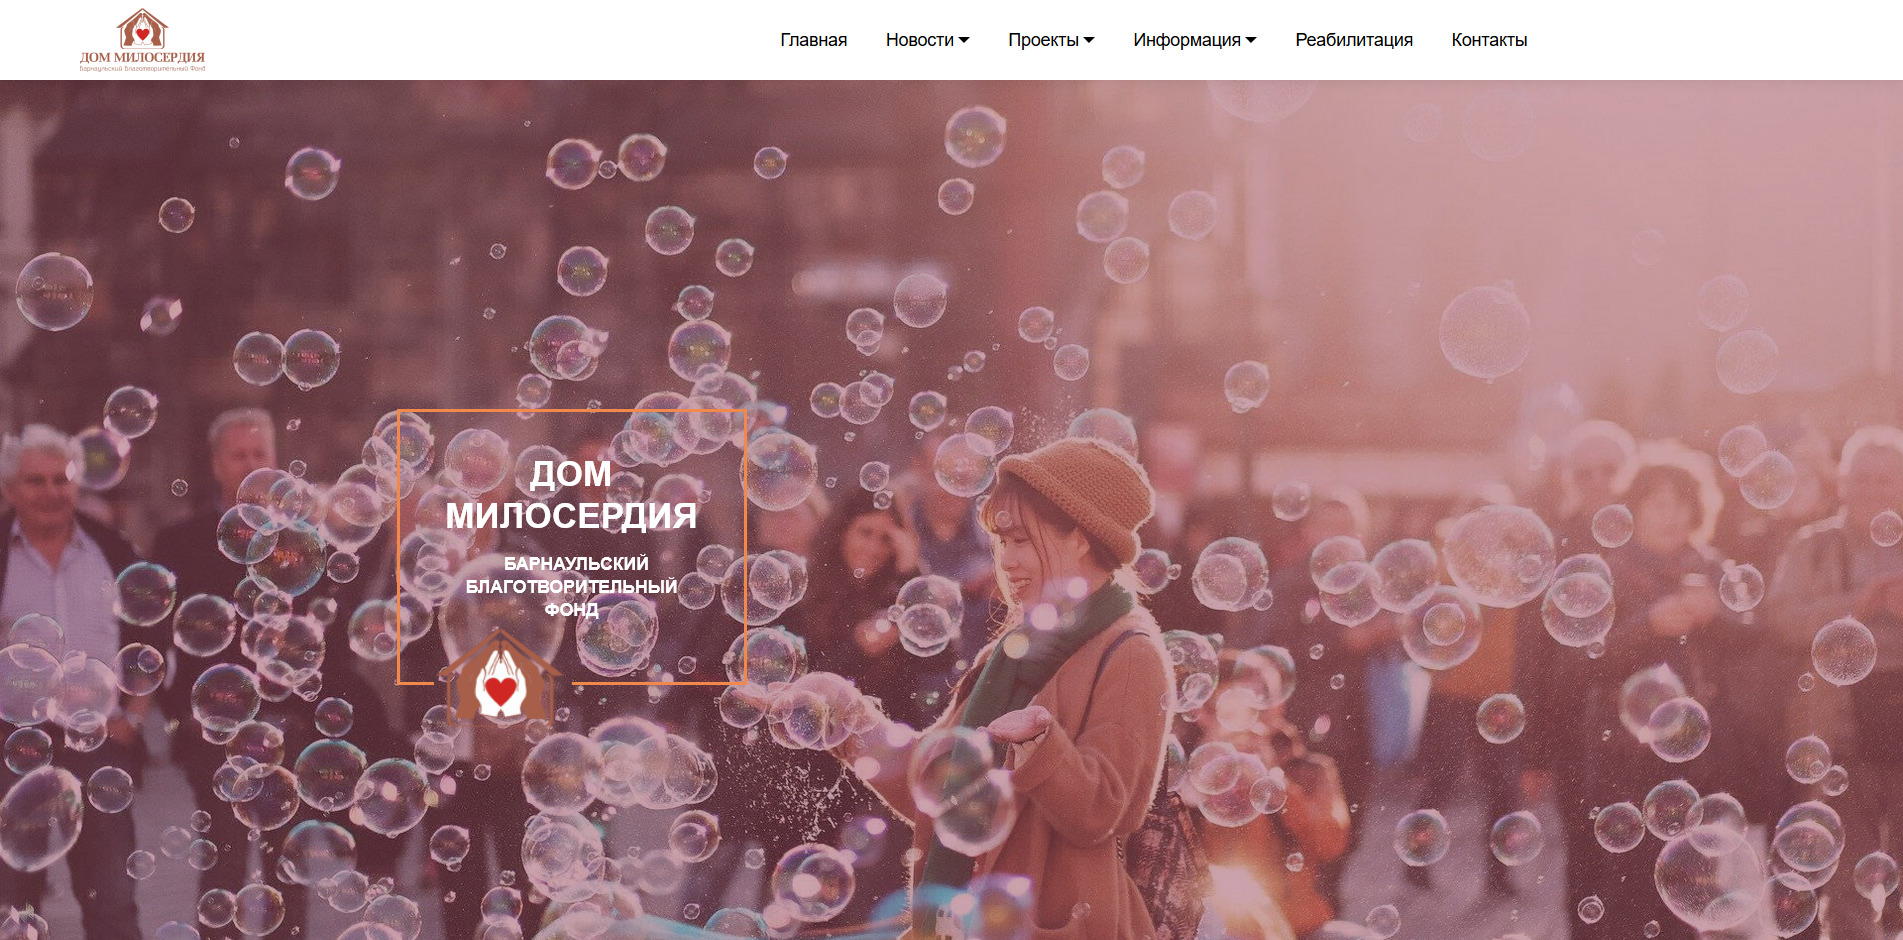 ДОМ МИЛОСЕРДИЯ
Барнаульский Благотворительный Фонд
Главная Новости Проекты Информация Реабилитация Контакты
ДОМ
МИЛОСЕРДИЯ
БАРНАУЛЬСКИЙ
БЛАГОТВОРИТЕЛЬНЫЙ
ФОНД